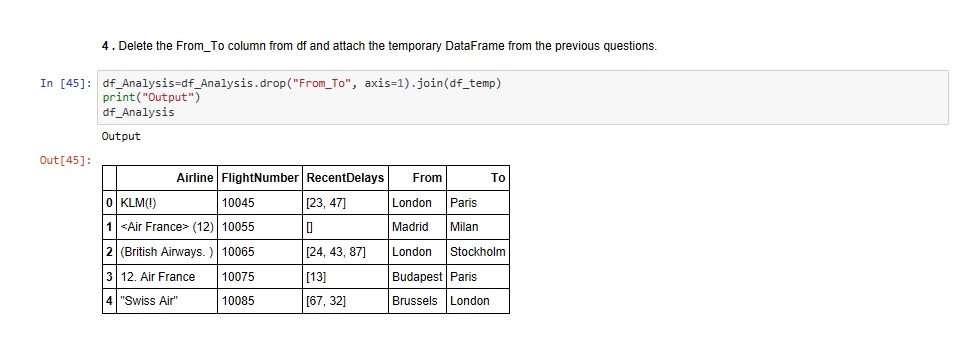 4 . Delete the From_To column from df and attach the temporary DataFrame from the previous questions.
In [45]: df_Analysis=df_Analysis.drop("From_To", axis=1).join(df_temp)
print("Output")
df_Analysis
Output
Out[45]:
Airline FlightNumber RecentDelays From To
0 KLM(!) 10045 [23, 47] London Paris
1 <Air France> (12) 10055 [] Madrid Milan
2 (British Airways. ) 10065 [24, 43, 87] London Stockholm
3 12. Air France 10075 [13] Budapest Paris
4 "Swiss Air" 10085 [67, 32] Brussels London